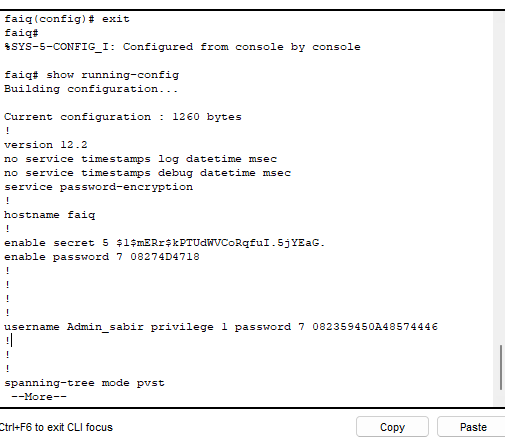 faiq(config)# exit
faiq#
%SYS-5-CONFIG_I: Configured from console by console
faiq# show running-config
Building configuration...
Current configuration : 1260 bytes
!
version 12.2
no service timestamps log datetime msec
no service timestamps debug datetime msec
service password-encryption
!
hostname faiq
!
enable secret 5 $1$mERr$kPTUdWVCoRqfuI.5jYEaG.
enable password 7 08274D4718
!
!
!
!
username Admin_sabir privilege 1 password 7 082359450A48574446
!
!
!
spanning-tree mode pvst
--More--
Ctrl+F6 to exit CLI focus
Copy
Paste